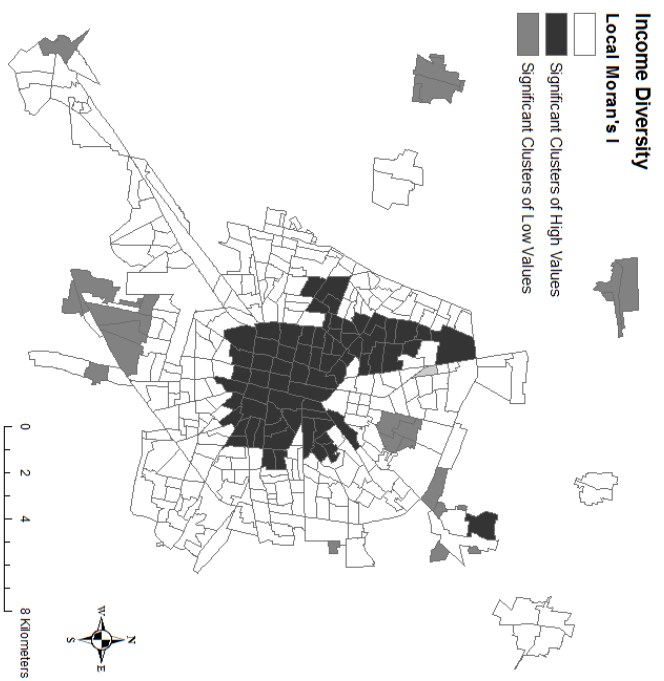 Income Diversity
Local Moran's I
Significant Clusters of High Values
Significant Clusters of Low Values
0 2 4 8 Kilometers
N
W E
S